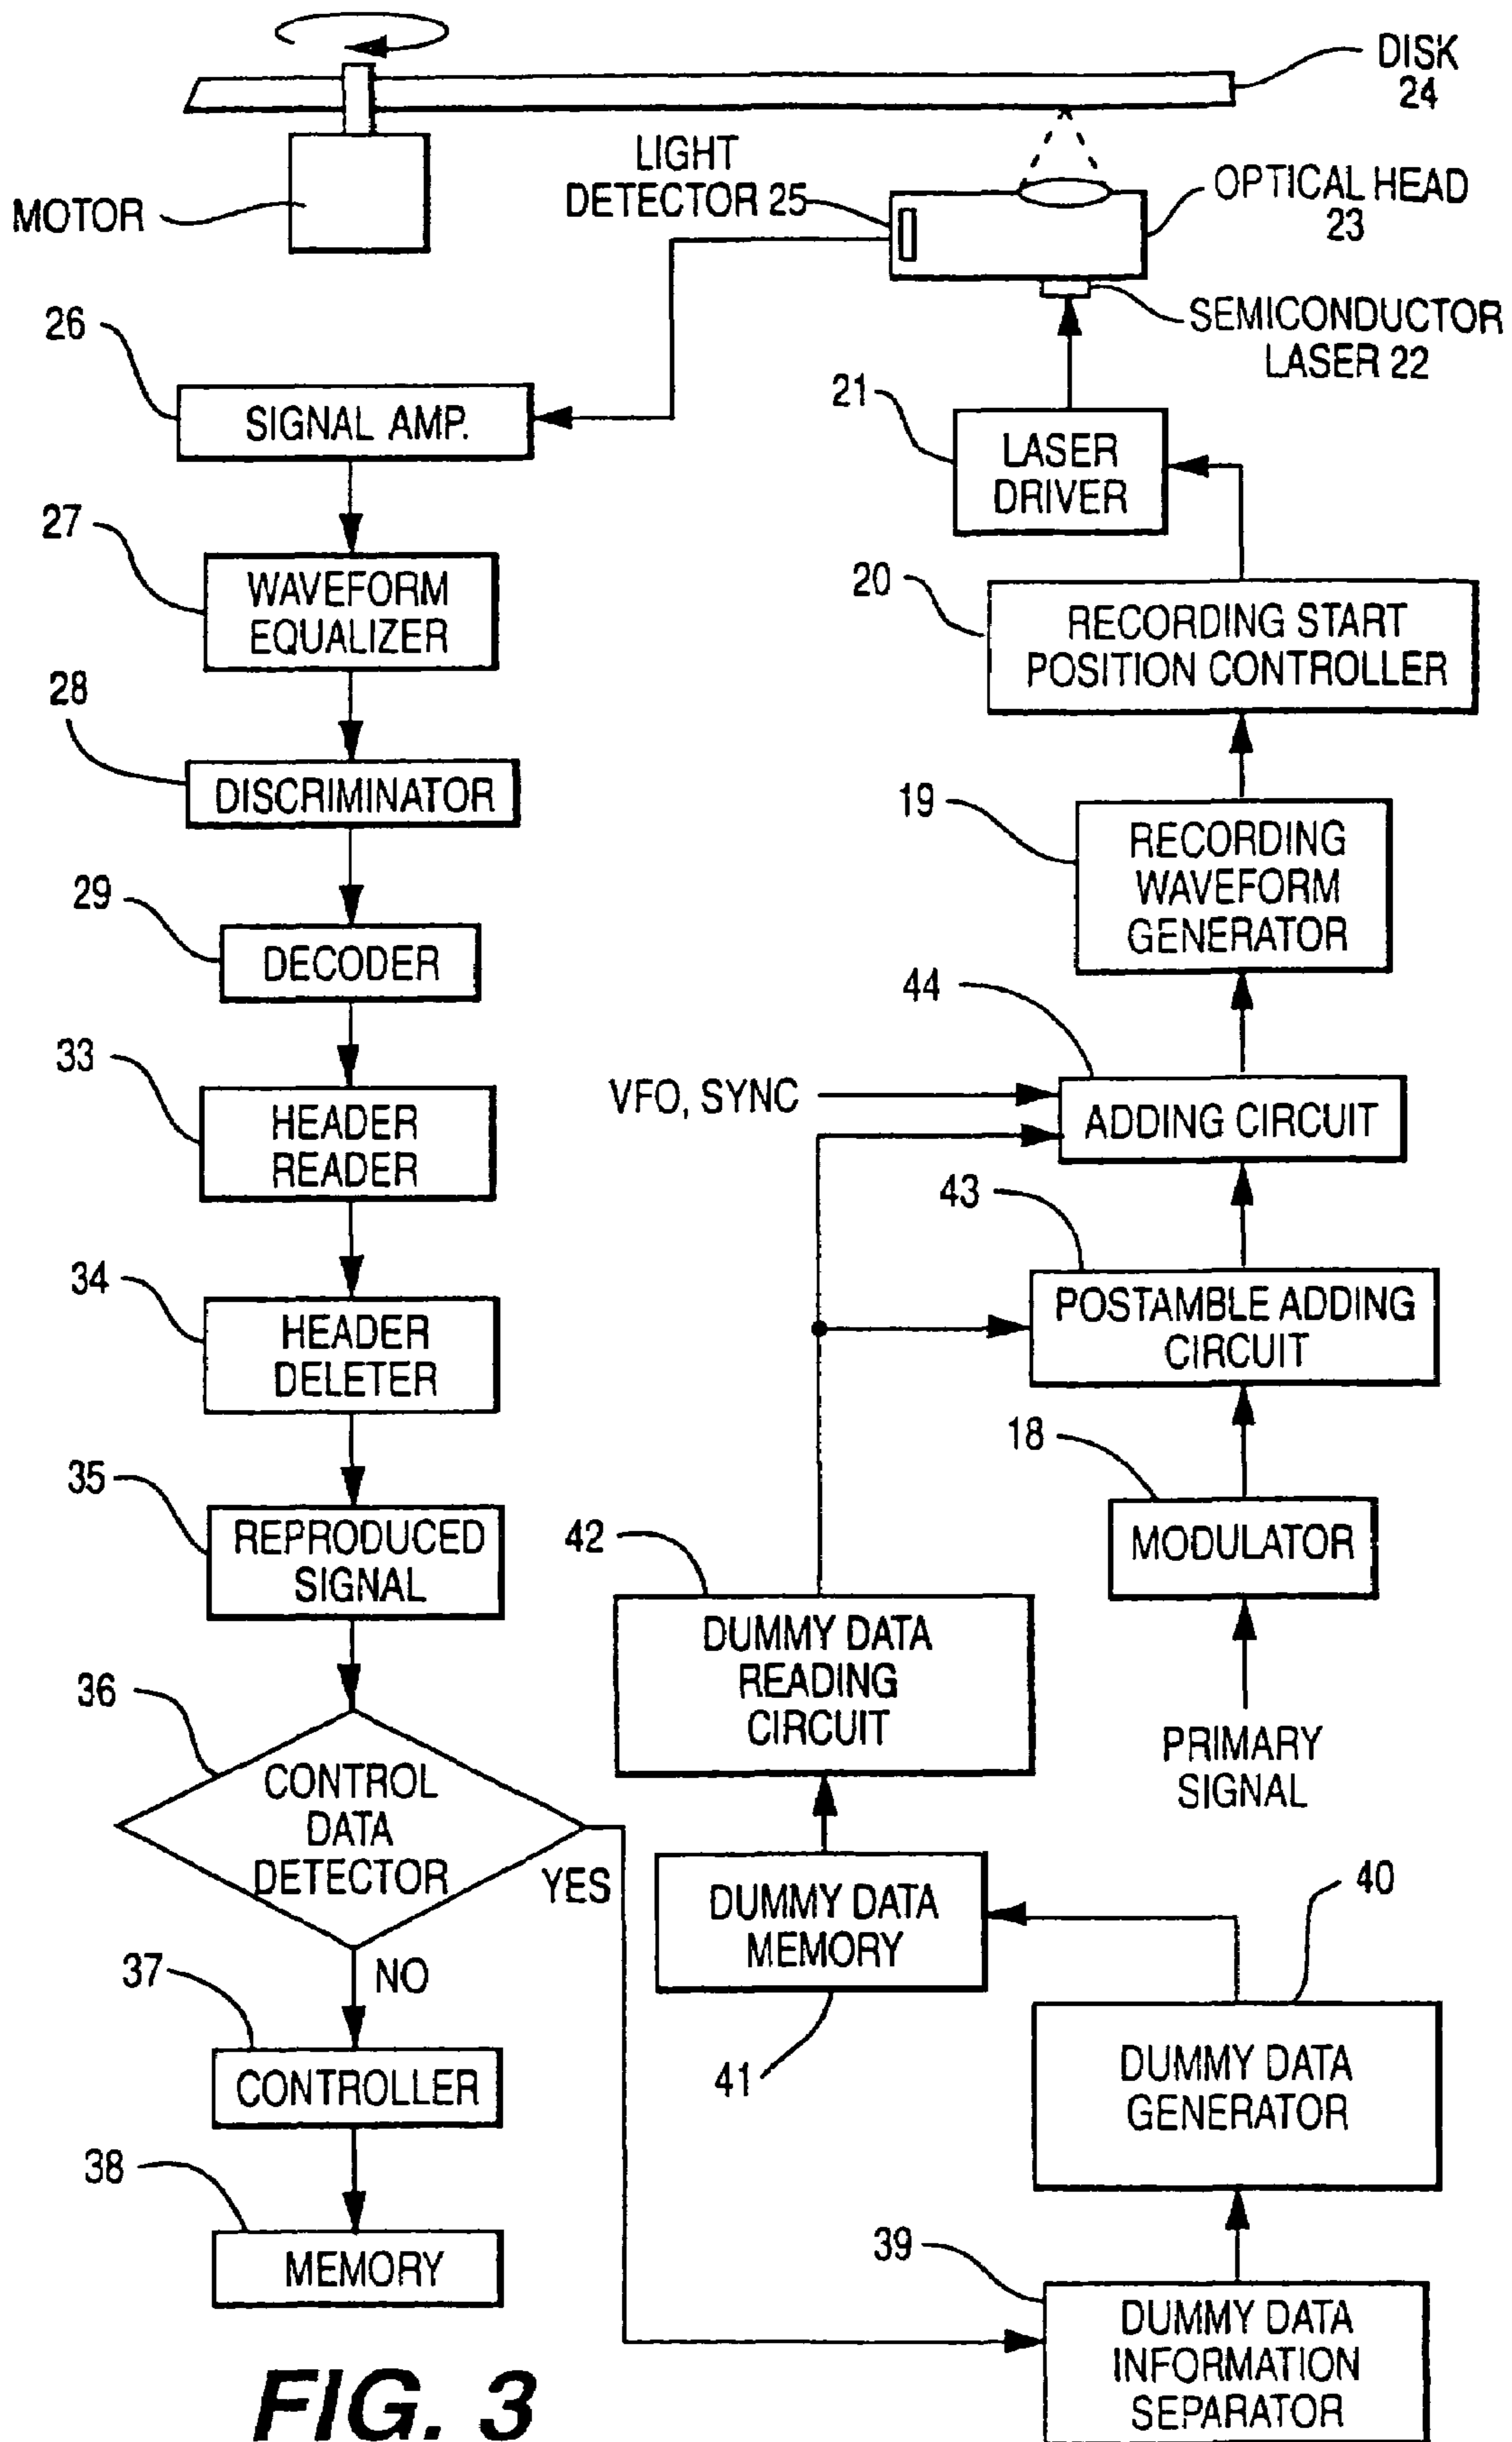 DISK
24
LIGHT
DETECTOR 25
OPTICAL HEAD
23
MOTOR
SEMICONDUCTOR
LASER 22
26
SIGNAL AMP.
21
LASER
DRIVER
27
WAVEFORM
EQUALIZER
20
RECORDING START
POSITION CONTROLLER
28
DISCRIMINATOR
19
RECORDING
WAVEFORM
GENERATOR
29
DECODER
44
33
HEADER
READER
VFO, SYNC
ADDING CIRCUIT
43
34
HEADER
DELETER
POSTAMBLE ADDING
CIRCUIT
18
35
REPRODUCED
SIGNAL
MODULATOR
42
DUMMY DATA
READING
CIRCUIT
PRIMARY
SIGNAL
36
CONTROL
DATA
DETECTOR
YES
NO
DUMMY DATA
MEMORY
40
41
37
CONTROLLER
DUMMY DATA
GENERATOR
38
MEMORY
39
DUMMY DATA
INFORMATION
SEPARATOR
FIG. 3